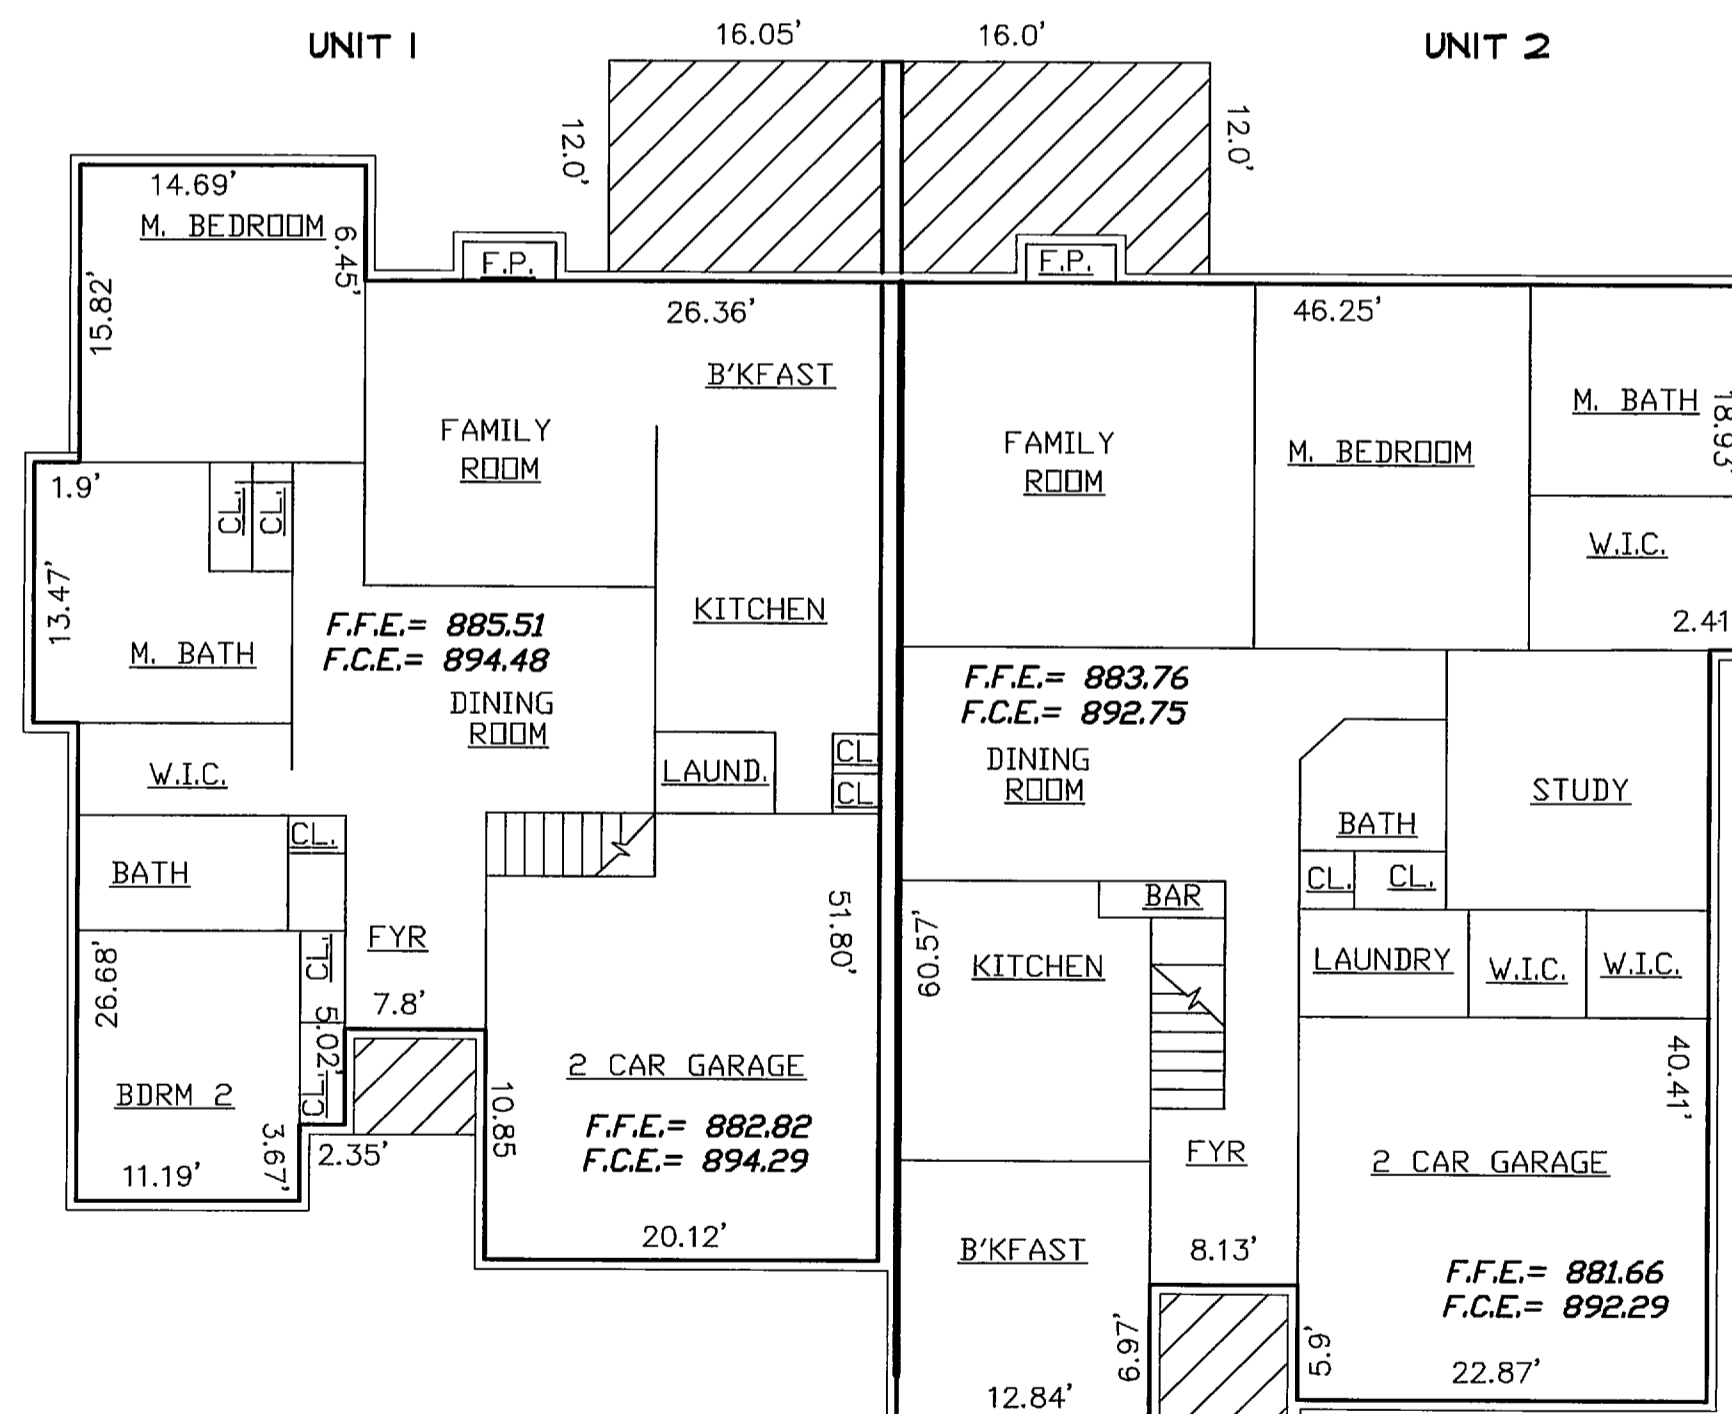 UNIT 1
16.05'
16.0'
UNIT 2
12.0'
12.0'
14.69'
M. BEDROOM
6.45'
15.82'
F.P.
F.P.
26.36'
46.25'
B'KFAST
M. BATH
18.93'
FAMILY
ROOM
FAMILY
ROOM
M. BEDROOM
1.9'
CL.
CL.
W.I.C.
13.47'
KITCHEN
2.41
F.F.E.= 885.51
F.C.E.= 894.48
M. BATH
F.F.E.= 883.76
F.C.E.= 892.75
DINING
ROOM
DINING
ROOM
W.I.C.
LAUND.
CL
CL
STUDY
BATH
CL.
CL.
CL.
BATH
BAR
51.80'
60.57'
FYR
CL.
26.68'
KITCHEN
LAUNDRY
W.I.C.
W.I.C.
7.8'
5.02'
2 CAR GARAGE
40.41'
BDRM 2
CL.
10.85
F.F.E.= 882.82
F.C.E.= 894.29
3.67'
2.35'
11.19'
FYR
2 CAR GARAGE
20.12'
B'KFAST
8.13'
F.F.E.= 881.66
F.C.E.= 892.29
6.97'
5.9'
22.87'
12.84'